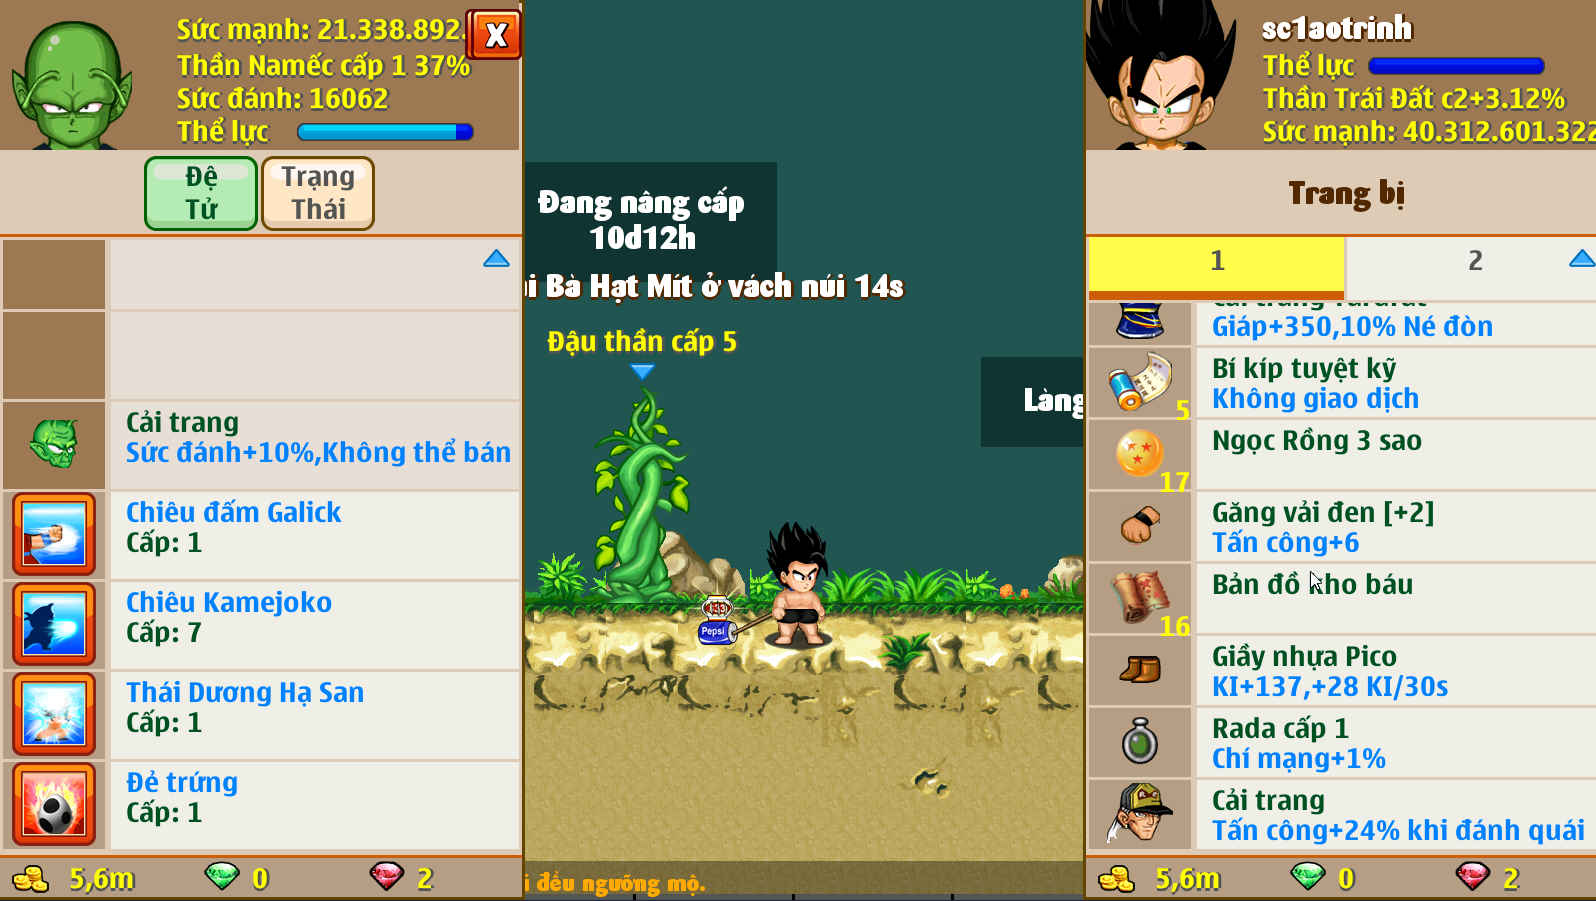 Sức mạnh: 21.338.892.
X
Thần Namếc cấp 1 37%
Sức đánh: 16062
Thể lực
Đệ
Tử
Trạng
Thái
Cải trang
Sức đánh+10%,Không thể bán
Chiêu đấm Galick
Cấp: 1
Chiêu Kamejoko
Cấp: 7
Thái Dương Hạ San
Cấp: 1
Đẻ trứng
Cấp: 1
5,6m
0
2
Đang nâng cấp
10d12h
i Bà Hạt Mít ở vách núi 14s
Đậu thần cấp 5
Làng
Pepsi
i đều ngưỡng mộ.
sc1aotrinh
Thể lực
Thần Trái Đất c2+3.12%
Sức mạnh: 40.312.601.322
Trang bị
1
2
Giáp+350,10% Né đòn
Bí kíp tuyệt kỹ
Không giao dịch
5
Ngọc Rồng 3 sao
17
Găng vải đen [+2]
Tấn công+6
Bản đồ kho báu
16
Giầy nhựa Pico
KI+137,+28 KI/30s
Rada cấp 1
Chí mạng+1%
Cải trang
Tấn công+24% khi đánh quái
5,6m
0
2